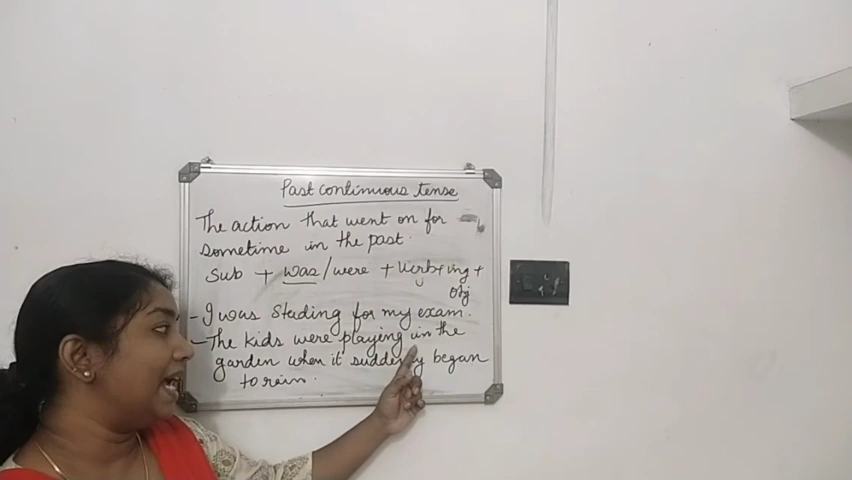 Past continuous tense
The action that went on for
sometime in the past.
Sub + was/were + Verb+ing +
Obj
- I was studing for my exam.
- The kids were playing in the
garden when it suddenly began
to rain.